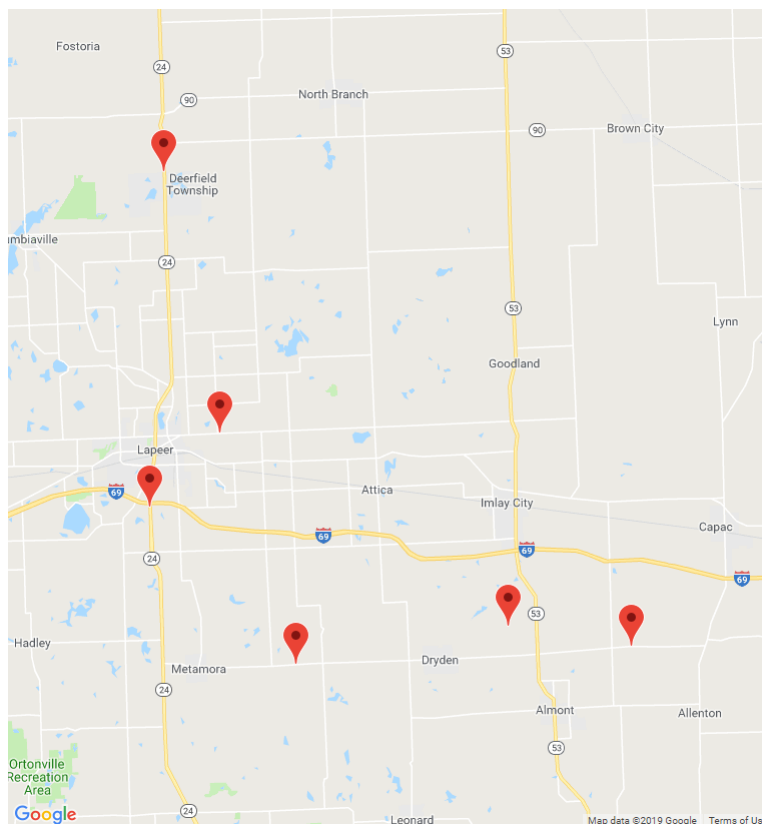 Fostoria
53
24
90
North Branch
90
Brown City
Deerfield
Township
umbiaville
24
53
Lynn
Goodland
Lapeer
69
Attica
Imlay City
Capac
69
69
24
69
53
Hadley
Metamora
Dryden
24
Almont
Allenton
53
Ortonville
Recreation
Area
24
Google
Leonard
Map data ©2019 Google
Terms of Us